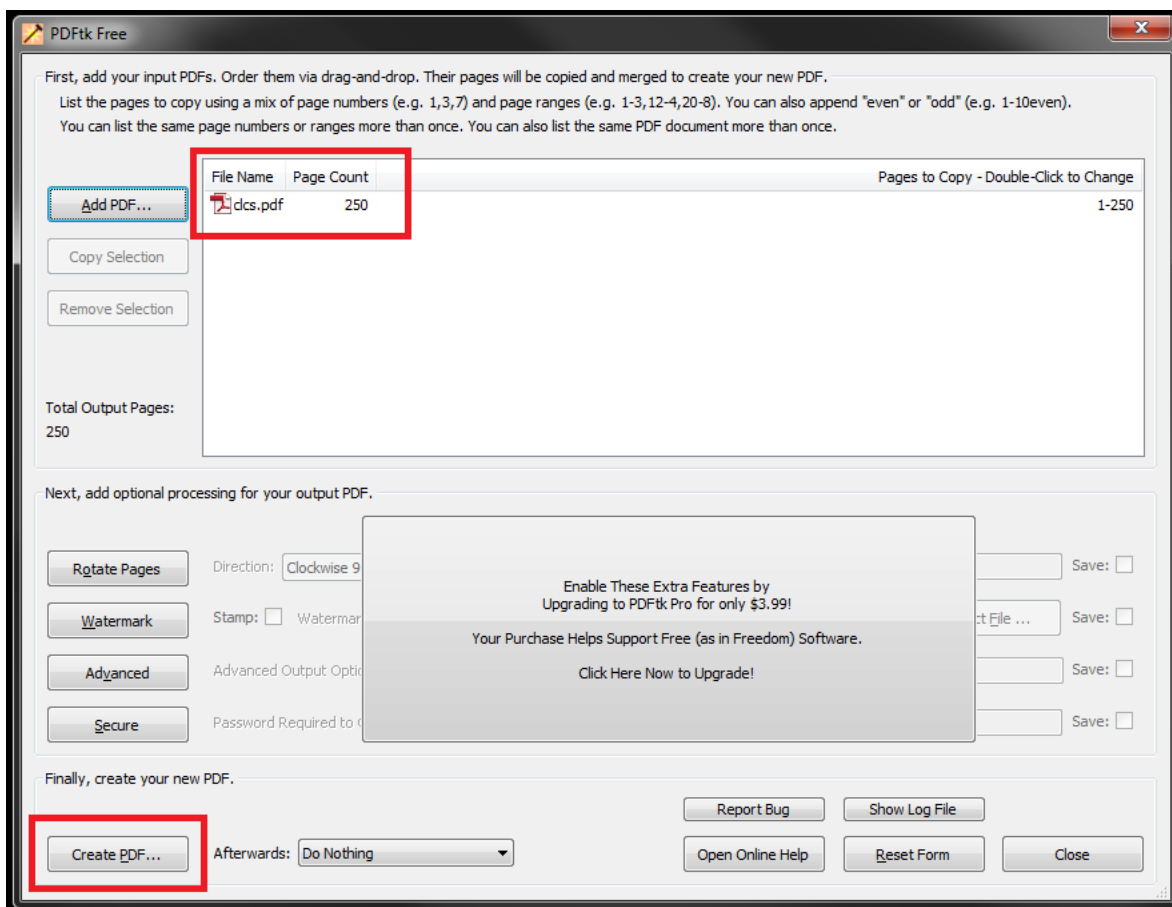 PDFtk Free
x
First, add your input PDFs. Order them via drag-and-drop. Their pages will be copied and merged to create your new PDF.
List the pages to copy using a mix of page numbers (e.g. 1,3,7) and page ranges (e.g. 1-3,12-4,20-8). You can also append "even" or "odd" (e.g. 1-10even).
You can list the same page numbers or ranges more than once. You can also list the same PDF document more than once.
File Name Page Count Pages to Copy - Double-Click to Change
Add PDF... clcs.pdf 250 1-250
Copy Selection
Remove Selection
Total Output Pages:
250
Next, add optional processing for your output PDF.
Rotate Pages Direction: Clockwise 9 Save:
Enable These Extra Features by
Upgrading to PDFtk Pro for only $3.99!
Watermark Stamp: Watermar File ... Save:
Your Purchase Helps Support Free (as in Freedom) Software.
Advanced Advanced Output Optio Save:
Click Here Now to Upgrade!
Secure Password Required to Save:
Finally, create your new PDF.
Report Bug Show Log File
Create PDF... Afterwards: Do Nothing Open Online Help Reset Form Close